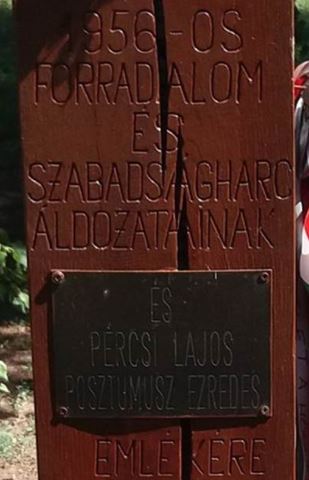 1956-OS
FORRADALOM
ÉS
SZABADSÁGHARC
ÁLDOZATAINAK
ÉS
PÉRCSI LAJOS
POSZTUMUSZ EZREDES
EMLÉKÉRE